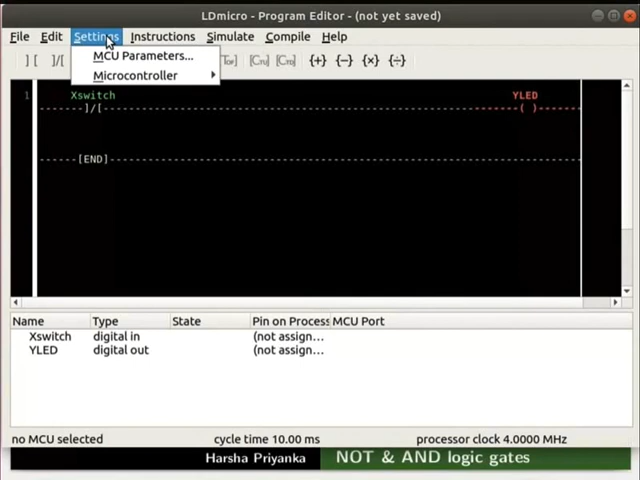 LDmicro - Program Editor - (not yet saved)
File Edit Settings Instructions Simulate Compile Help
] [ ]/[ [CTU] [CTD] {+} {−} {×} {÷}
MCU Parameters...
Microcontroller
Xswitch YLED
1 ]/[ ( )
[END]
Name Type State Pin on Process MCU Port
Xswitch digital in (not assign...
YLED digital out (not assign...
no MCU selected cycle time 10.00 ms processor clock 4.0000 MHz
Harsha Priyanka NOT & AND logic gates